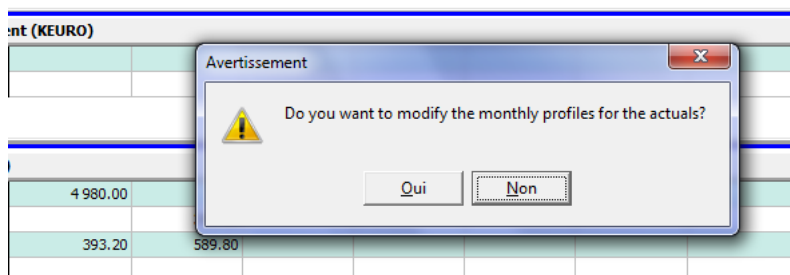 ent (KEURO)
Avertissement
Do you want to modify the monthly profiles for the actuals?
Oui
Non
4 980.00
393.20
589.80